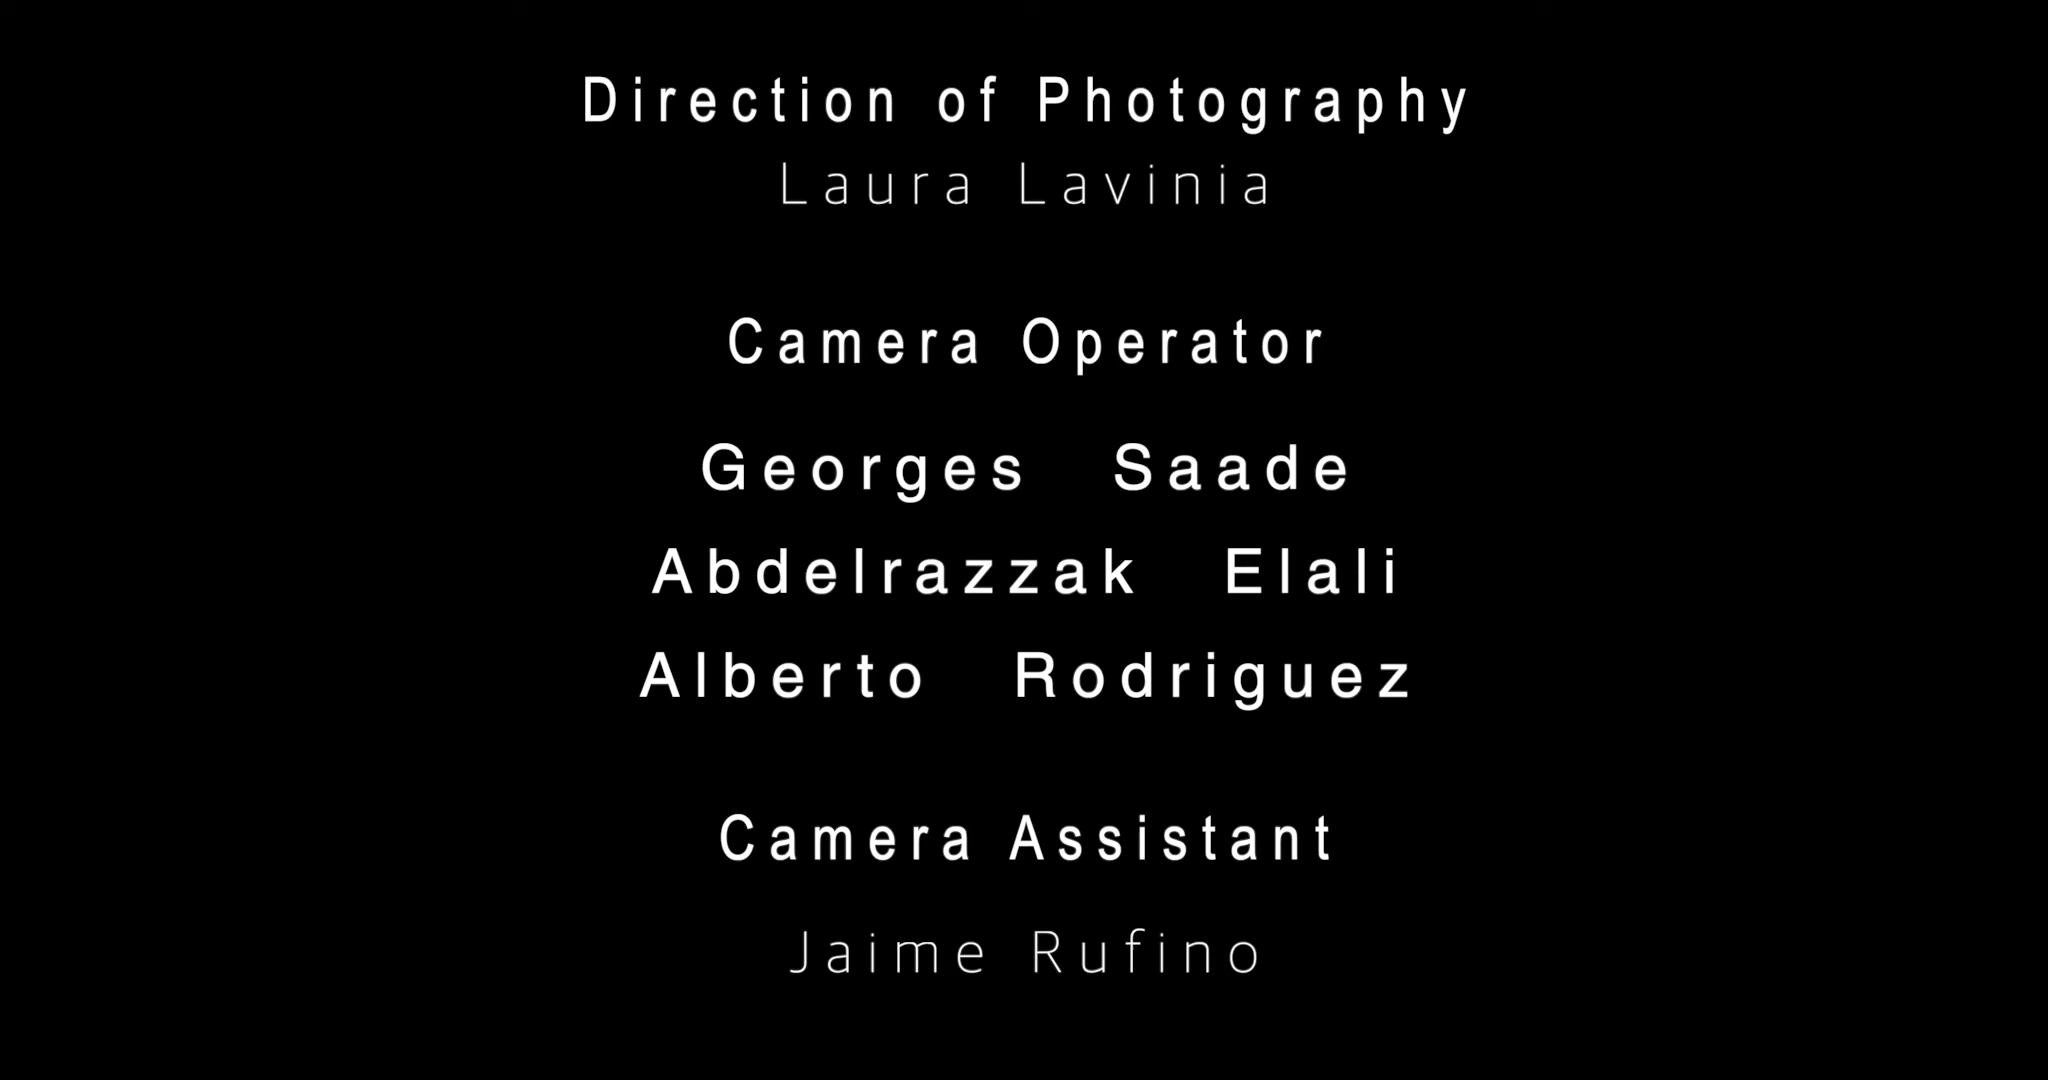 Direction of Photography
Laura Lavinia
Camera Operator
Georges Saade
Abdelrazzak Elali
Alberto Rodriguez
Camera Assistant
Jaime Rufino